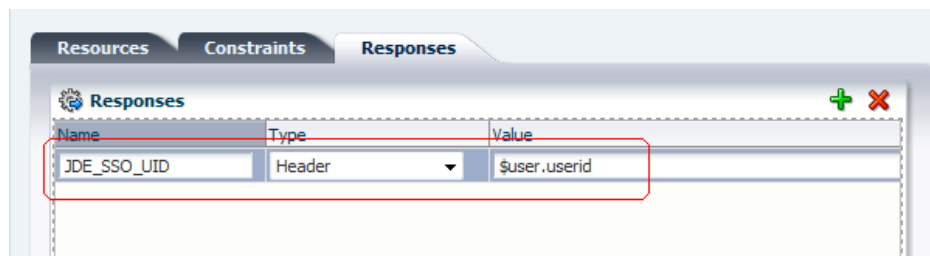 Resources Constraints Responses
Responses
Name Type Value
JDE_SSO_UID Header $user.userid